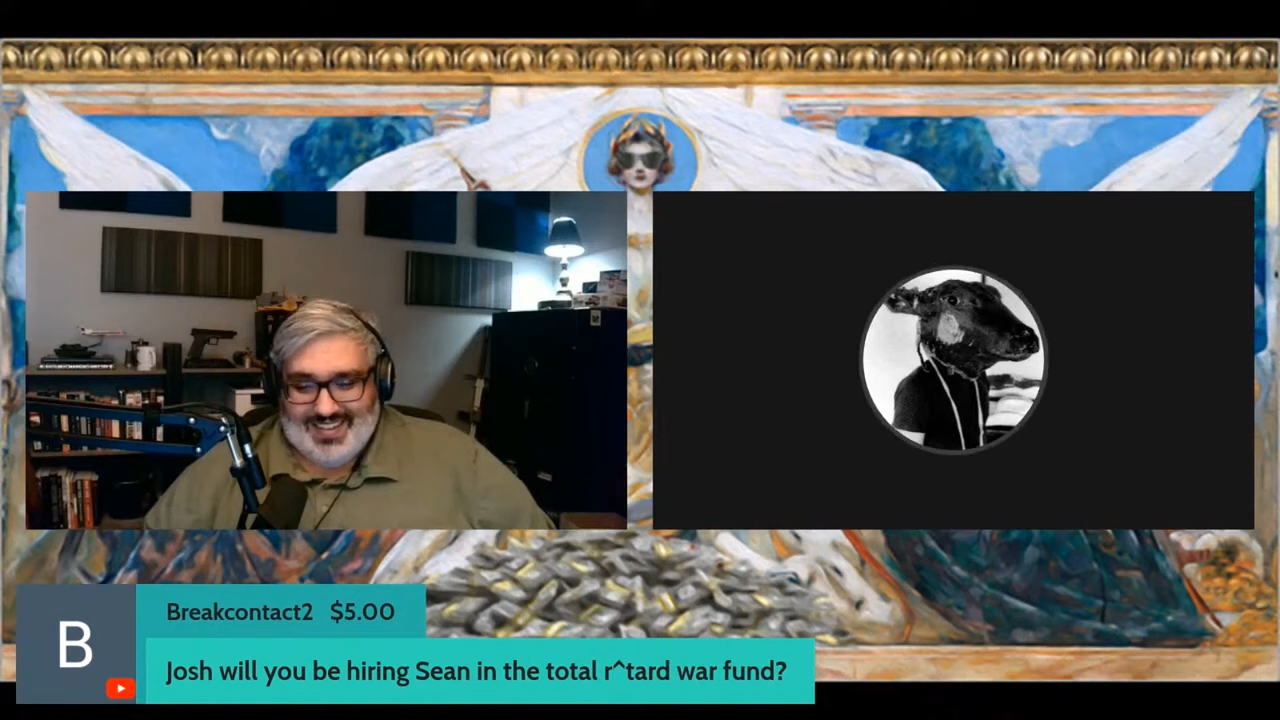 B
Breakcontact2 $5.00
Josh will you be hiring Sean in the total r^tard war fund?